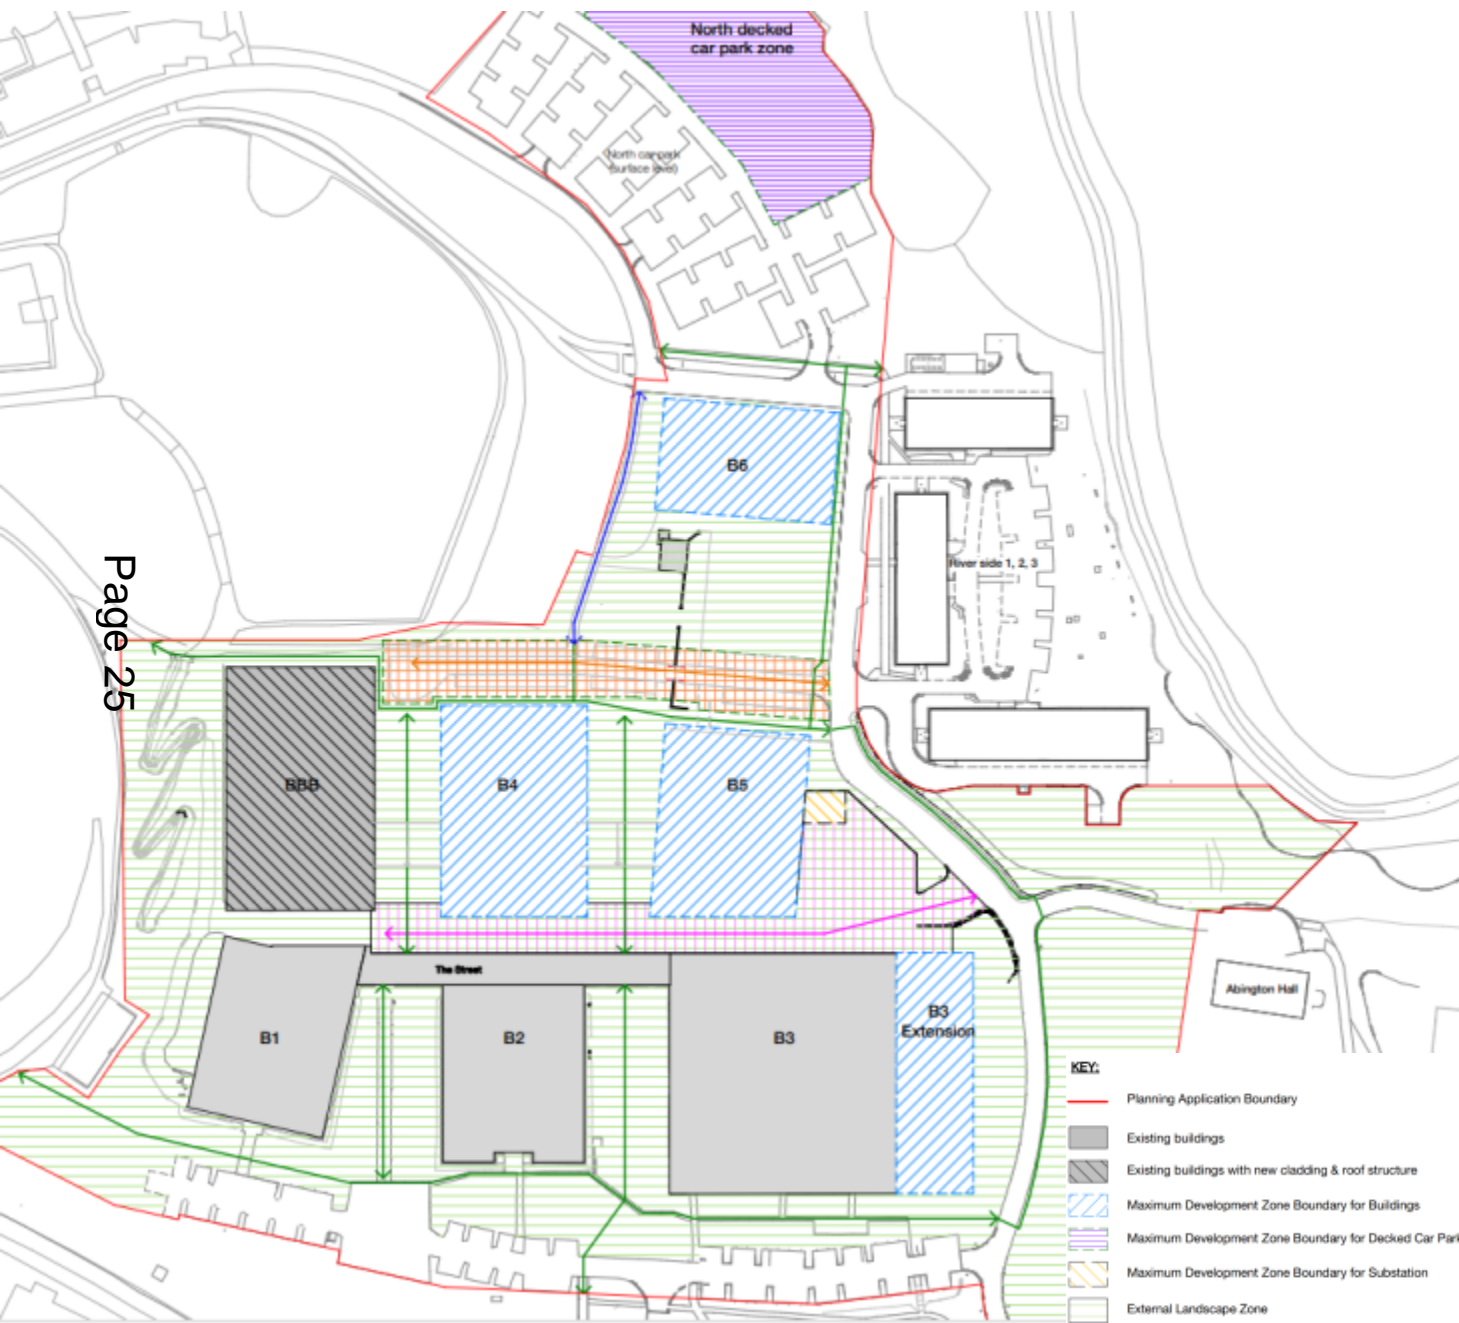 North decked
car park zone
North car park
(surface level)
B6
River side 1, 2, 3
Page 25
BBB
B4
B5
The Street
B1
B2
B3
B3
Extension
Abington Hall
KEY:
Planning Application Boundary
Existing buildings
Existing buildings with new cladding & roof structure
Maximum Development Zone Boundary for Buildings
Maximum Development Zone Boundary for Decked Car Park
Maximum Development Zone Boundary for Substation
External Landscape Zone